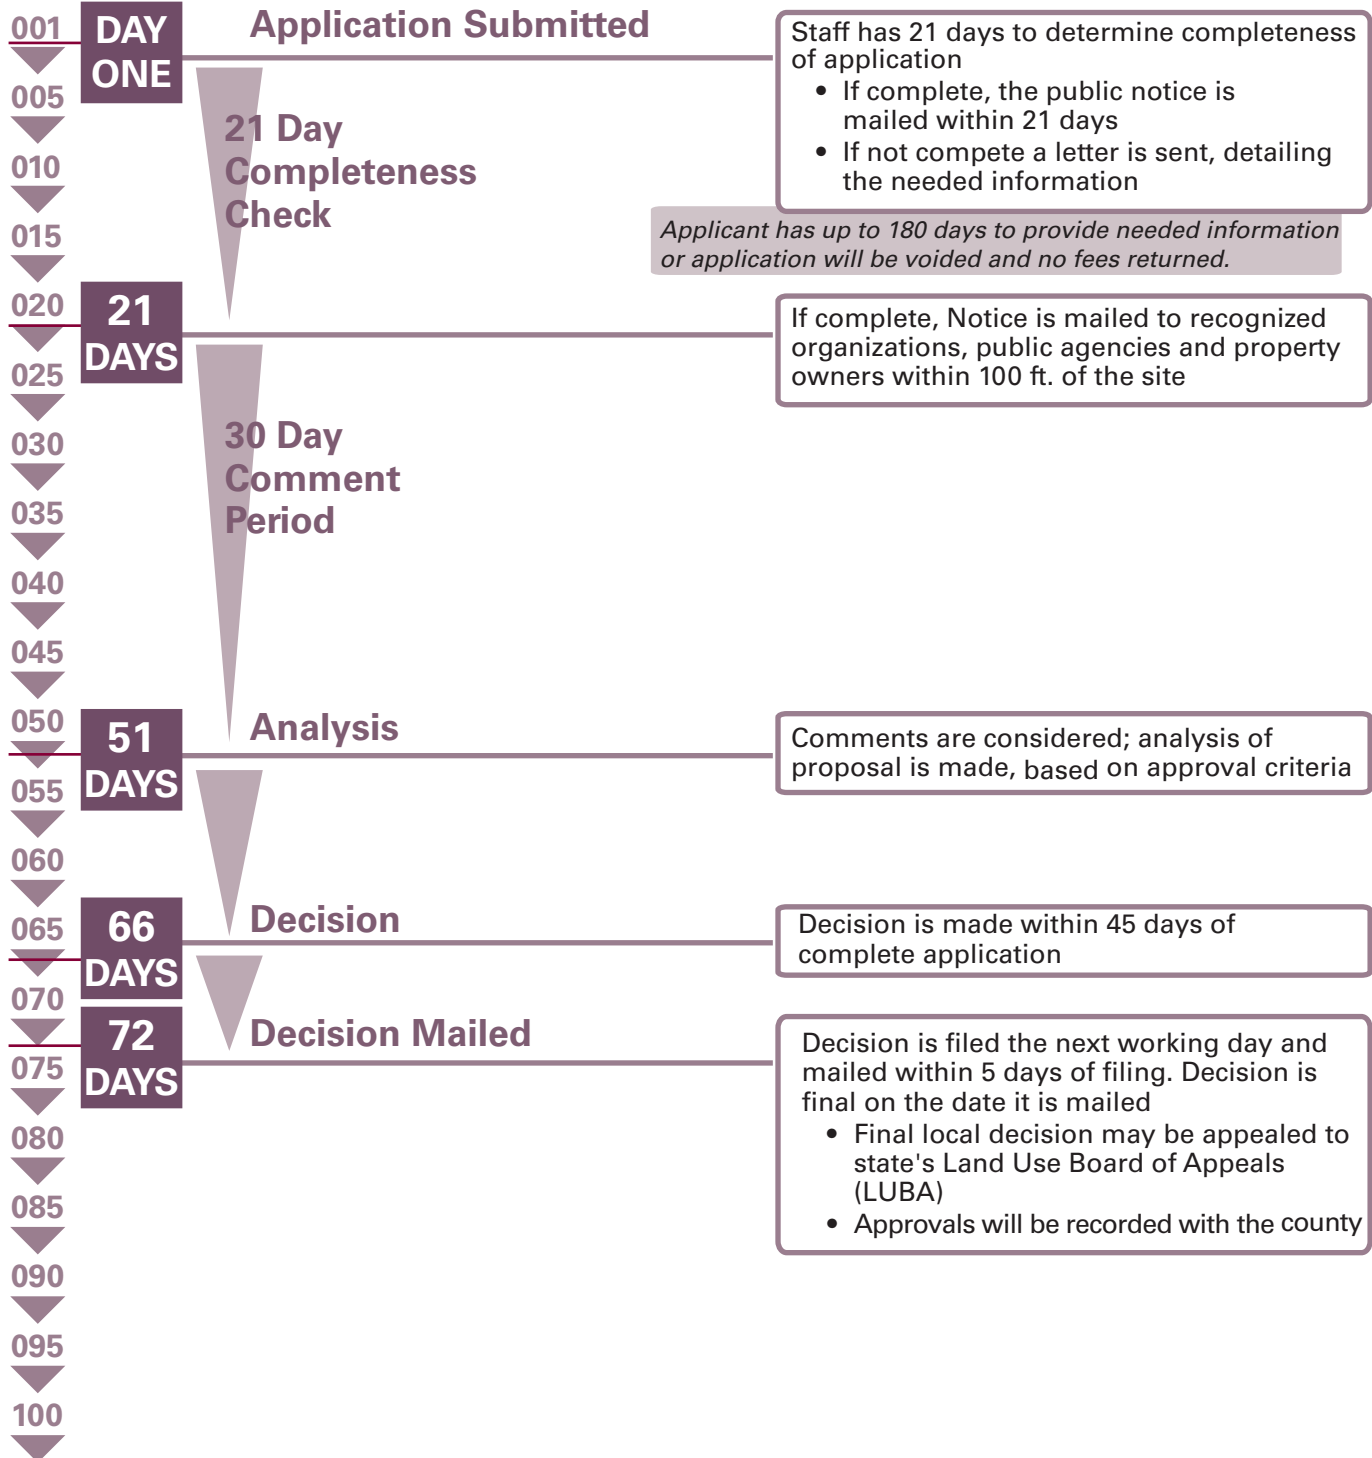 001
DAY
ONE
Application Submitted
Staff has 21 days to determine completeness
of application
• If complete, the public notice is
mailed within 21 days
• If not compete a letter is sent, detailing
the needed information
005
21 Day
Completeness
Check
010
015
Applicant has up to 180 days to provide needed information
or application will be voided and no fees returned.
020
21
DAYS
If complete, Notice is mailed to recognized
organizations, public agencies and property
owners within 100 ft. of the site
025
30 Day
Comment
Period
030
035
040
045
050
51
DAYS
Analysis
Comments are considered; analysis of
proposal is made, based on approval criteria
055
060
065
66
DAYS
Decision
Decision is made within 45 days of
complete application
070
72
DAYS
Decision Mailed
Decision is filed the next working day and
mailed within 5 days of filing. Decision is
final on the date it is mailed
• Final local decision may be appealed to
state's Land Use Board of Appeals
(LUBA)
• Approvals will be recorded with the county
075
080
085
090
095
100